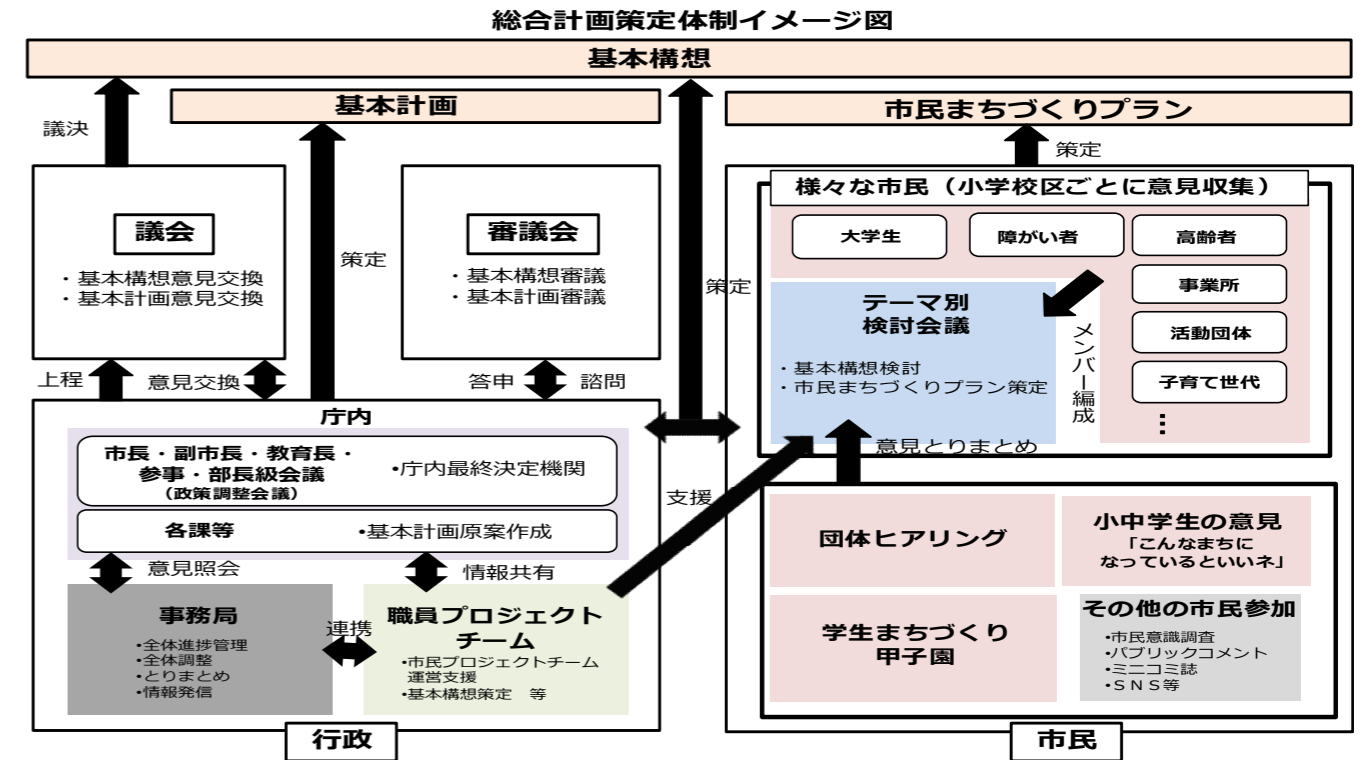 総合計画策定体制イメージ図
基本構想
基本計画
市民まちづくりプラン
議決
策定
議会
・基本構想意見交換
・基本計画意見交換
策定
審議会
・基本構想審議
・基本計画審議
策定
様々な市民（小学校区ごとに意見収集）
大学生
障がい者
高齢者
事業所
活動団体
子育て世代
⋮
テーマ別
検討会議
・基本構想検討
・市民まちづくりプラン策定
メンバー編成
上程
意見交換
答申
諮問
庁内
市長・副市長・教育長・
参事・部長級会議
（政策調整会議）
•庁内最終決定機関
各課等
•基本計画原案作成
意見照会
情報共有
支援
意見とりまとめ
事務局
•全体進捗管理
•全体調整
•とりまとめ
•情報発信
連携
職員プロジェクト
チーム
•市民プロジェクトチーム
運営支援
•基本構想策定　等
団体ヒアリング
小中学生の意見
「こんなまちに
なっているといいネ」
学生まちづくり
甲子園
その他の市民参加
•市民意識調査
•パブリックコメント
•ミニコミ誌
•ＳＮＳ等
行政
市民